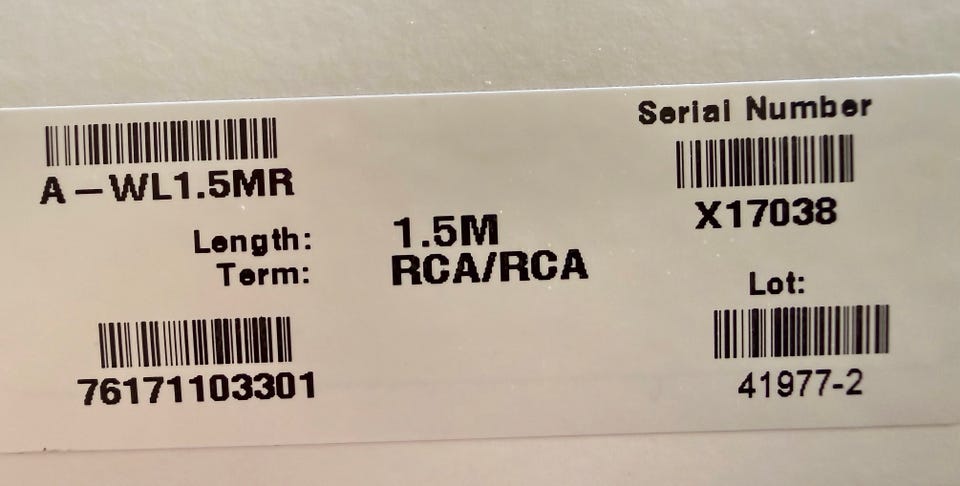 A-WL1.5MR
Length: 1.5M
Term: RCA/RCA
76171103301
Serial Number
X17038
Lot:
41977-2